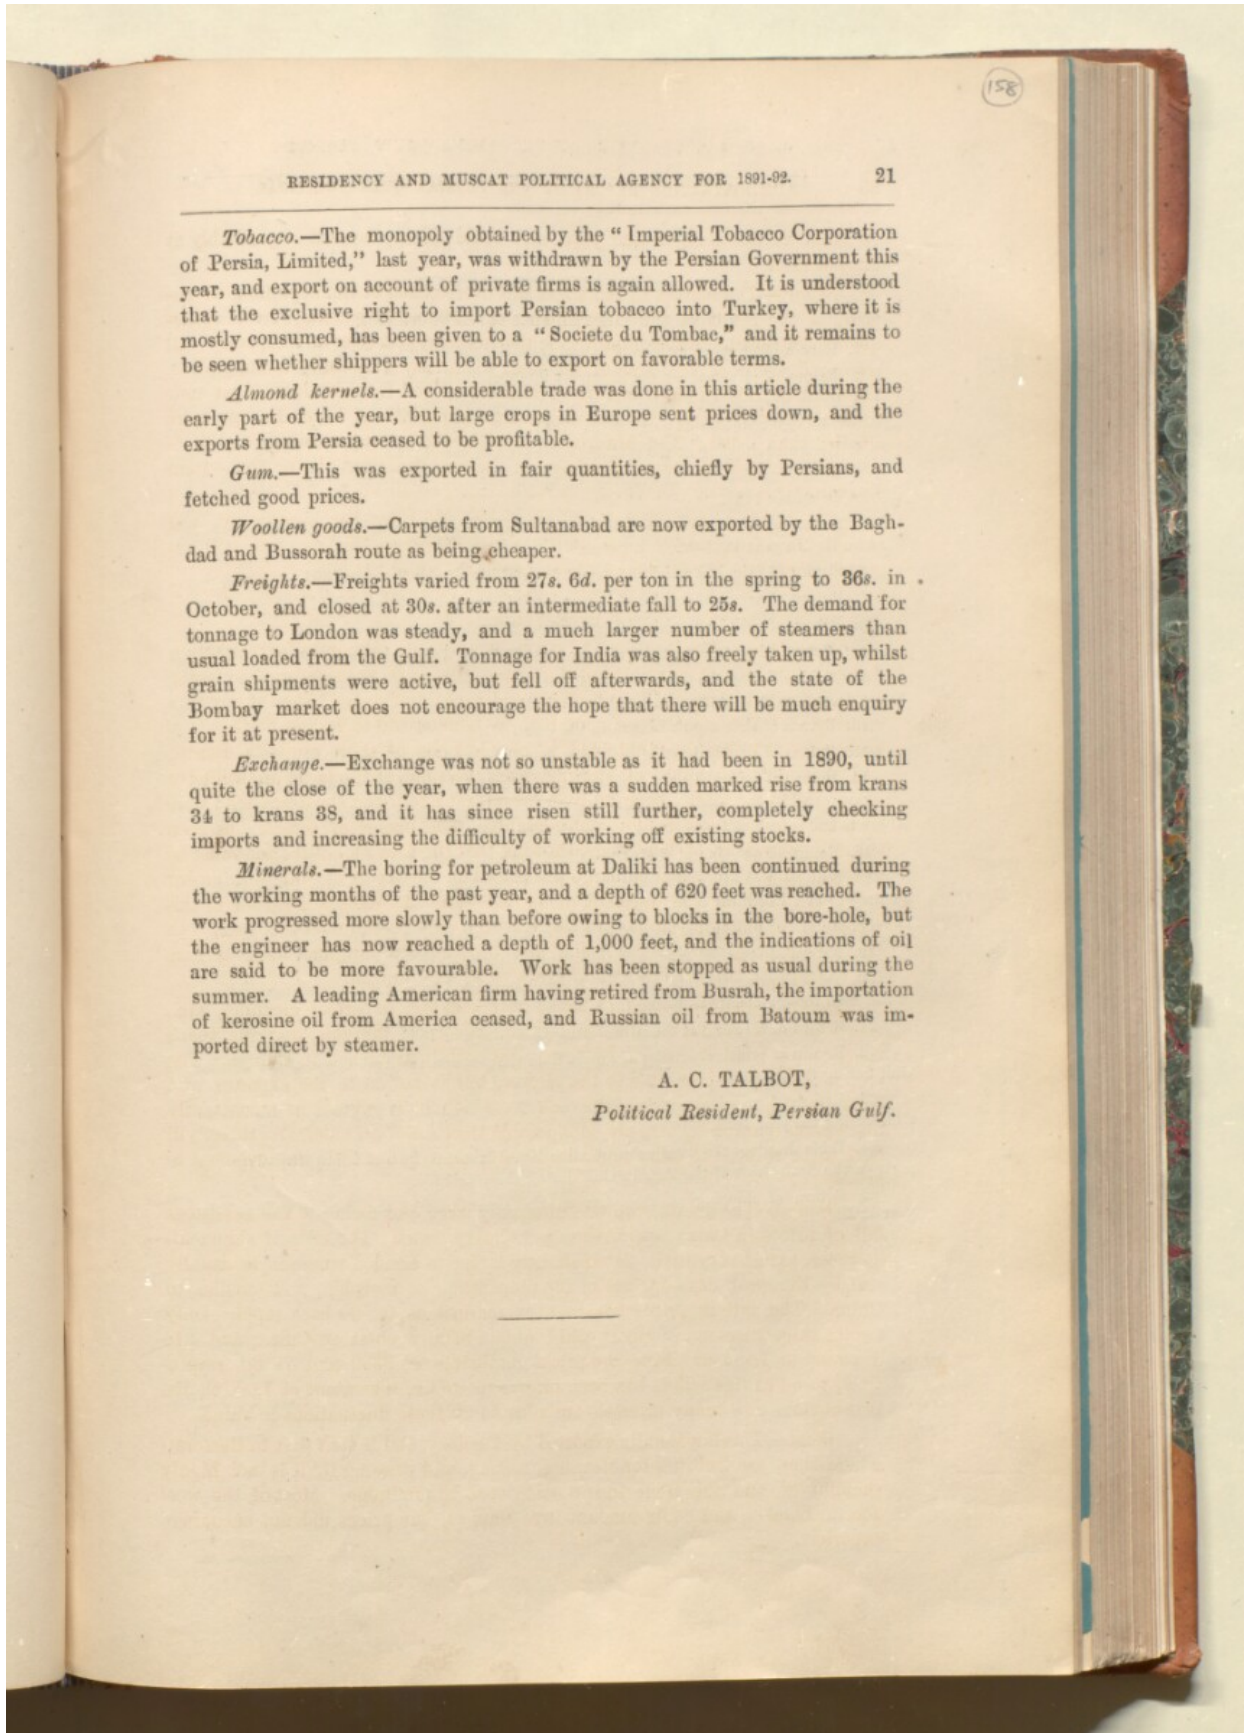 158
RESIDENCY AND MUSCAT POLITICAL AGENCY FOR 1891-92. 21
Tobacco.—The monopoly obtained by the “ Imperial Tobacco Corporation
of Persia, Limited,” last year, was withdrawn by the Persian Government this
year, and export on account of private firms is again allowed. It is understood
that the exclusive right to import Persian tobacco into Turkey, where it is
mostly consumed, has been given to a “ Societe du Tombac,” and it remains to
be seen whether shippers will be able to export on favorable terms.
Almond kernels.—A considerable trade was done in this article during the
early part of the year, but large crops in Europe sent prices down, and the
exports from Persia ceased to be profitable.
Gum.—This was exported in fair quantities, chiefly by Persians, and
fetched good prices.
Woollen goods.—Carpets from Sultanabad are now exported by the Bagh-
dad and Bussorah route as being cheaper.
Freights.—Freights varied from 27s. 6d. per ton in the spring to 36s. in
October, and closed at 30s. after an intermediate fall to 25s. The demand for
tonnage to London was steady, and a much larger number of steamers than
usual loaded from the Gulf. Tonnage for India was also freely taken up, whilst
grain shipments were active, but fell off afterwards, and the state of the
Bombay market does not encourage the hope that there will be much enquiry
for it at present.
Exchange.—Exchange was not so unstable as it had been in 1890, until
quite the close of the year, when there was a sudden marked rise from krans
34 to krans 38, and it has since risen still further, completely checking
imports and increasing the difficulty of working off existing stocks.
Minerals.—The boring for petroleum at Daliki has been continued during
the working months of the past year, and a depth of 620 feet was reached. The
work progressed more slowly than before owing to blocks in the bore-hole, but
the engineer has now reached a depth of 1,000 feet, and the indications of oil
are said to be more favourable. Work has been stopped as usual during the
summer. A leading American firm having retired from Busrah, the importation
of kerosine oil from America ceased, and Russian oil from Batoum was im-
ported direct by steamer.
A. C. TALBOT,
Political Resident, Persian Gulf.